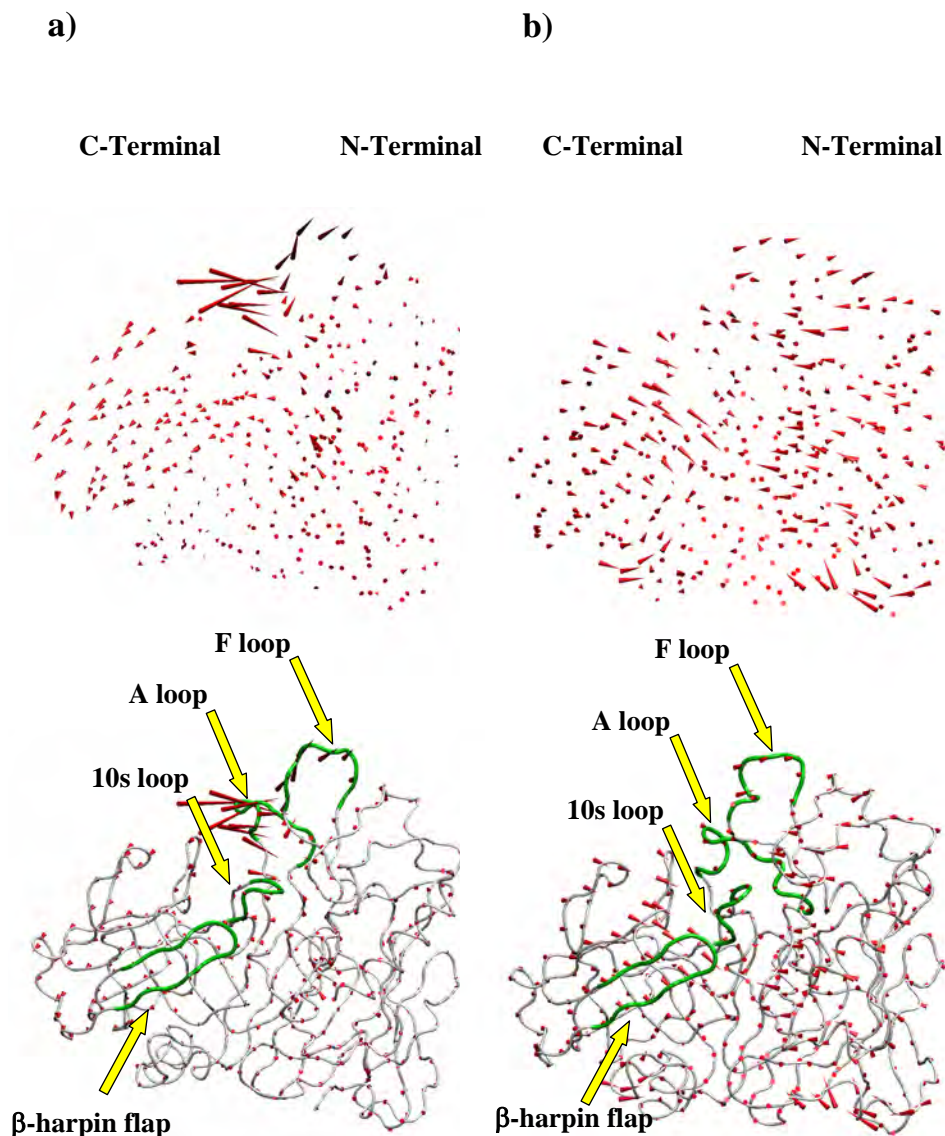 a)
b)
C-Terminal N-Terminal
C-Terminal N-Terminal
F loop
A loop
10s loop
β-harpin flap
F loop
A loop
10s loop
β-harpin flap